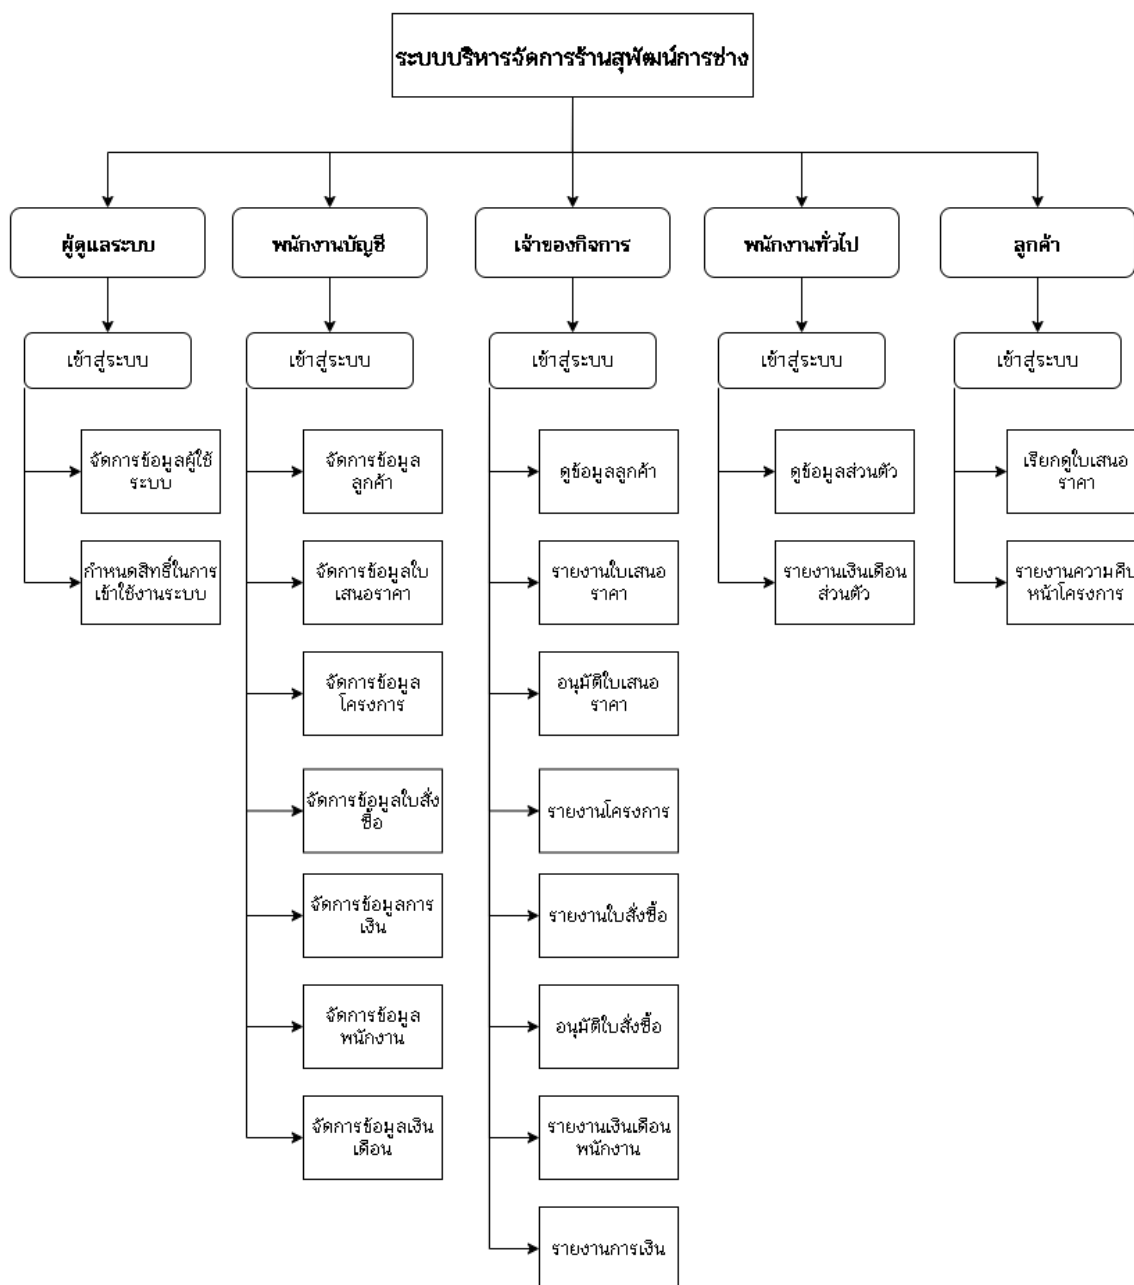 ระบบบริหารจัดการร้านสุพัฒน์การช่าง
ผู้ดูแลระบบ
พนักงานบัญชี
เจ้าของกิจการ
พนักงานทั่วไป
ลูกค้า
เข้าสู่ระบบ
เข้าสู่ระบบ
เข้าสู่ระบบ
เข้าสู่ระบบ
เข้าสู่ระบบ
จัดการข้อมูลผู้ใช้
ระบบ
จัดการข้อมูล
ลูกค้า
ดูข้อมูลลูกค้า
ดูข้อมูลส่วนตัว
เรียกดูใบเสนอ
ราคา
กำหนดสิทธิ์ในการ
เข้าใช้งานระบบ
จัดการข้อมูลใบ
เสนอราคา
รายงานใบเสนอ
ราคา
รายงานเงินเดือน
ส่วนตัว
รายงานความคืบ
หน้าโครงการ
จัดการข้อมูล
โครงการ
อนุมัติใบเสนอ
ราคา
จัดการข้อมูลใบสั่ง
ซื้อ
รายงานโครงการ
จัดการข้อมูลการ
เงิน
รายงานใบสั่งซื้อ
จัดการข้อมูล
พนักงาน
อนุมัติใบสั่งซื้อ
จัดการข้อมูลเงิน
เดือน
รายงานเงินเดือน
พนักงาน
รายงานการเงิน